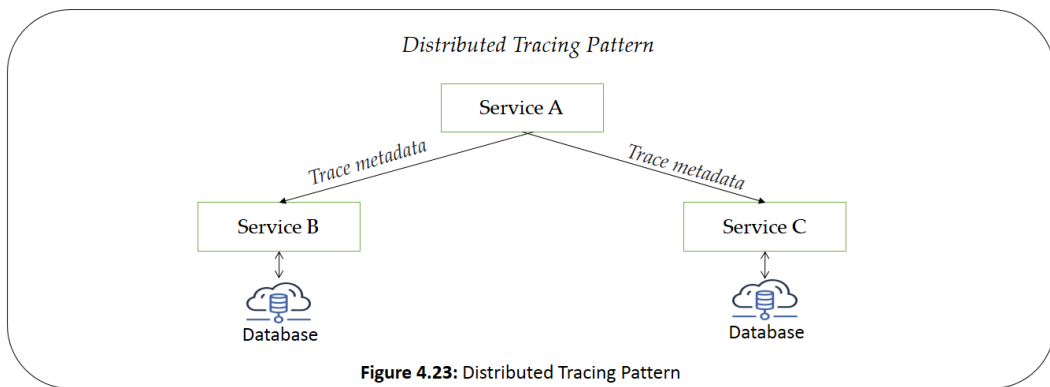 Distributed Tracing Pattern
Service A
Trace metadata
Trace metadata
Service B
Service C
Database
Database
Figure 4.23: Distributed Tracing Pattern